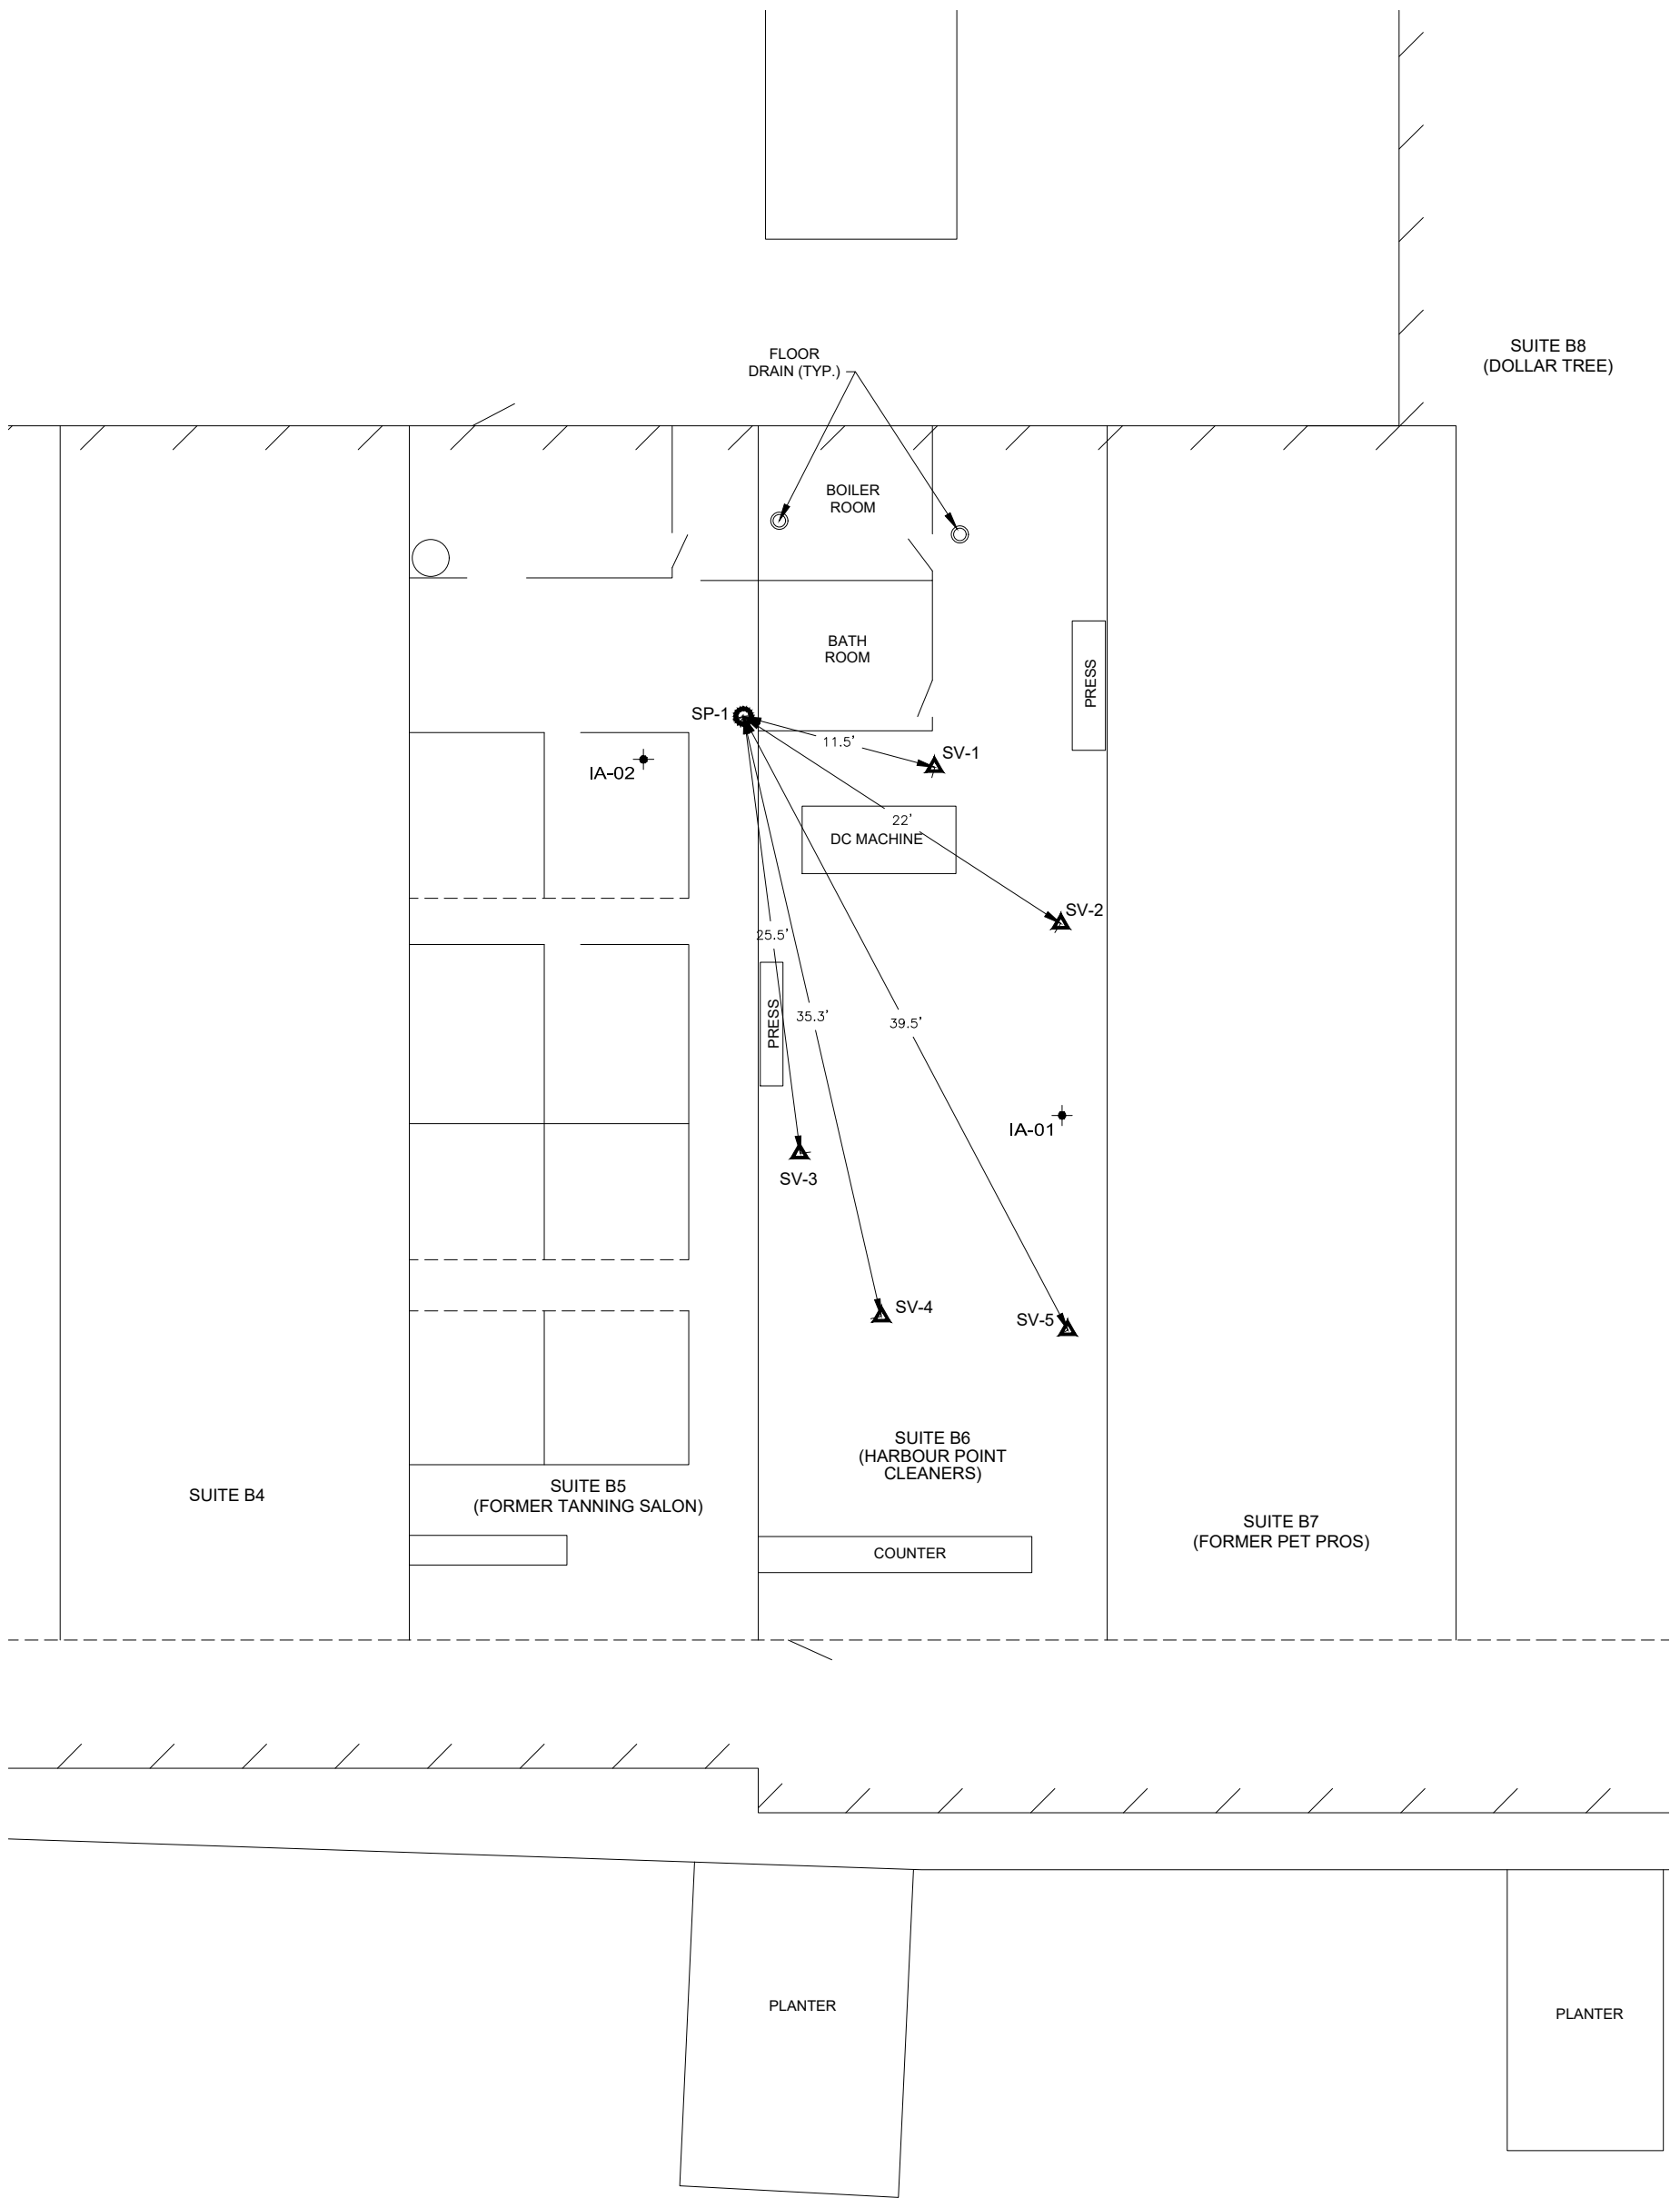 SUITE B8
(DOLLAR TREE)
FLOOR
DRAIN (TYP.)
BOILER
ROOM
BATH
ROOM
PRESS
SP-1
11.5'
SV-1
IA-02
22'
DC MACHINE
SV-2
25.5'
PRESS
35.3'
39.5'
IA-01
SV-3
SV-4
SV-5
SUITE B6
(HARBOUR POINT
CLEANERS)
SUITE B4
SUITE B5
(FORMER TANNING SALON)
SUITE B7
(FORMER PET PROS)
COUNTER
PLANTER
PLANTER